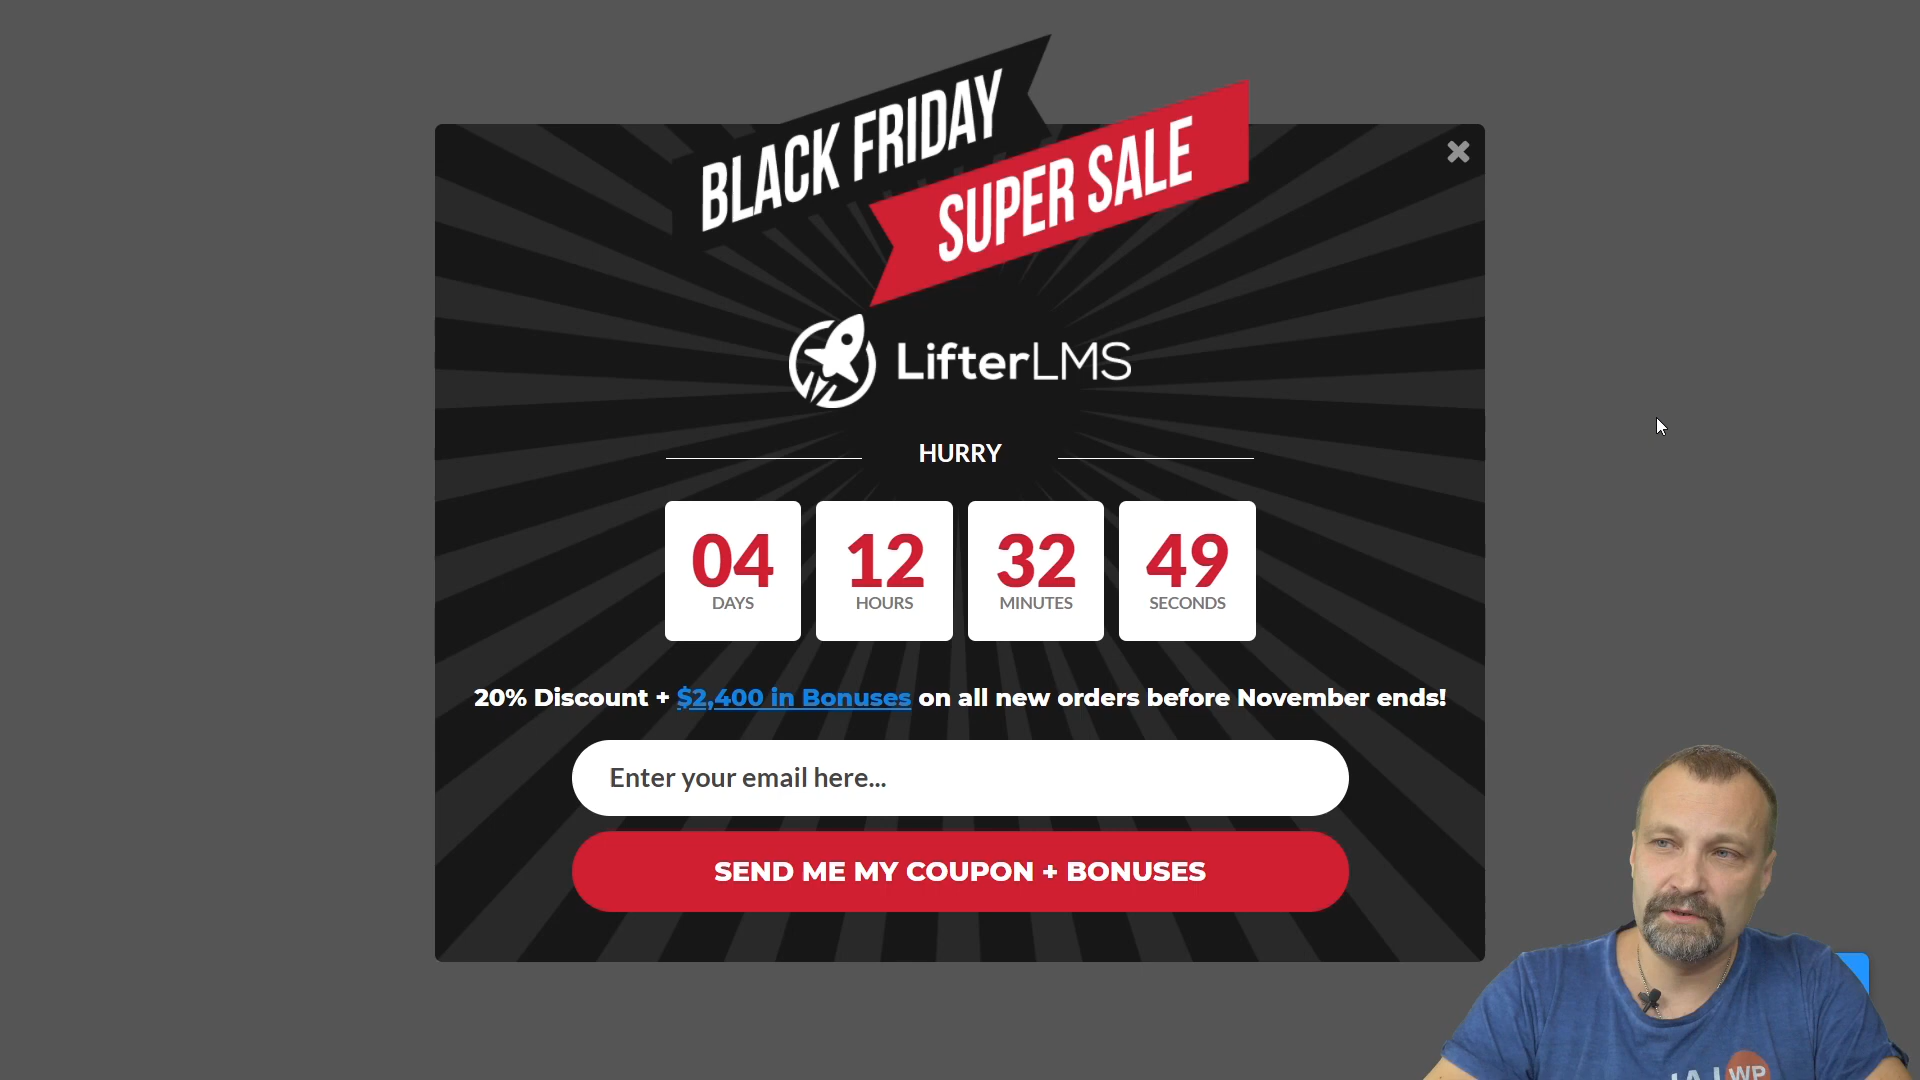 BLACK FRIDAY
SUPER SALE
LifterLMS
HURRY
04 12 32 49
DAYS HOURS MINUTES SECONDS
20% Discount + $2,400 in Bonuses on all new orders before November ends!
Enter your email here...
SEND ME MY COUPON + BONUSES
WP